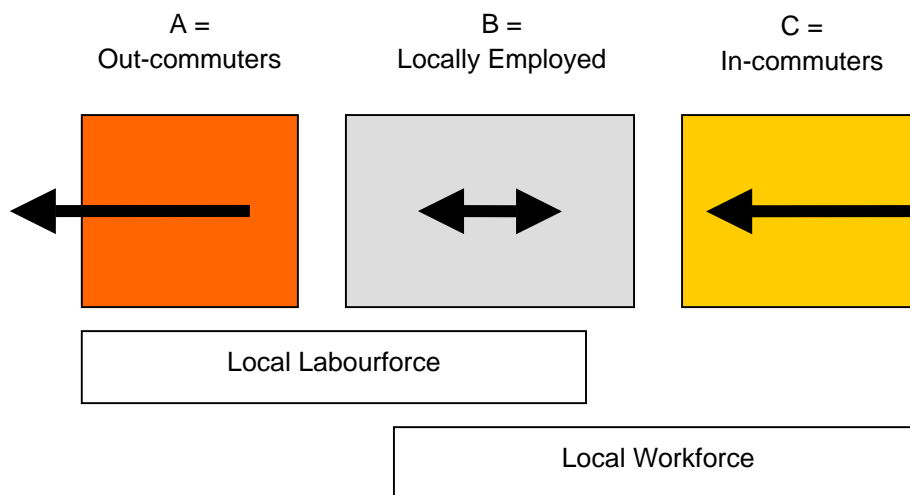 A =
Out-commuters
B =
Locally Employed
C =
In-commuters
Local Labourforce
Local Workforce